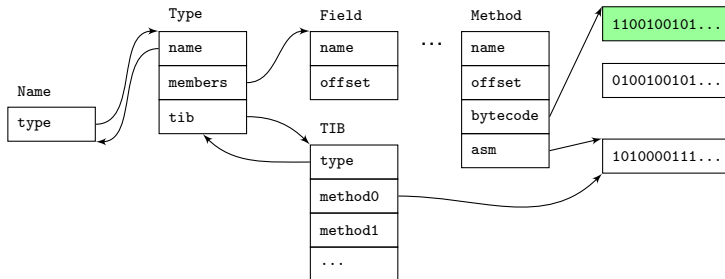 Name
type
Type
name
members
tib
Field
name
offset
...
TIB
type
method0
method1
...
Method
name
offset
bytecode
asm
1100100101...
0100100101...
1010000111...